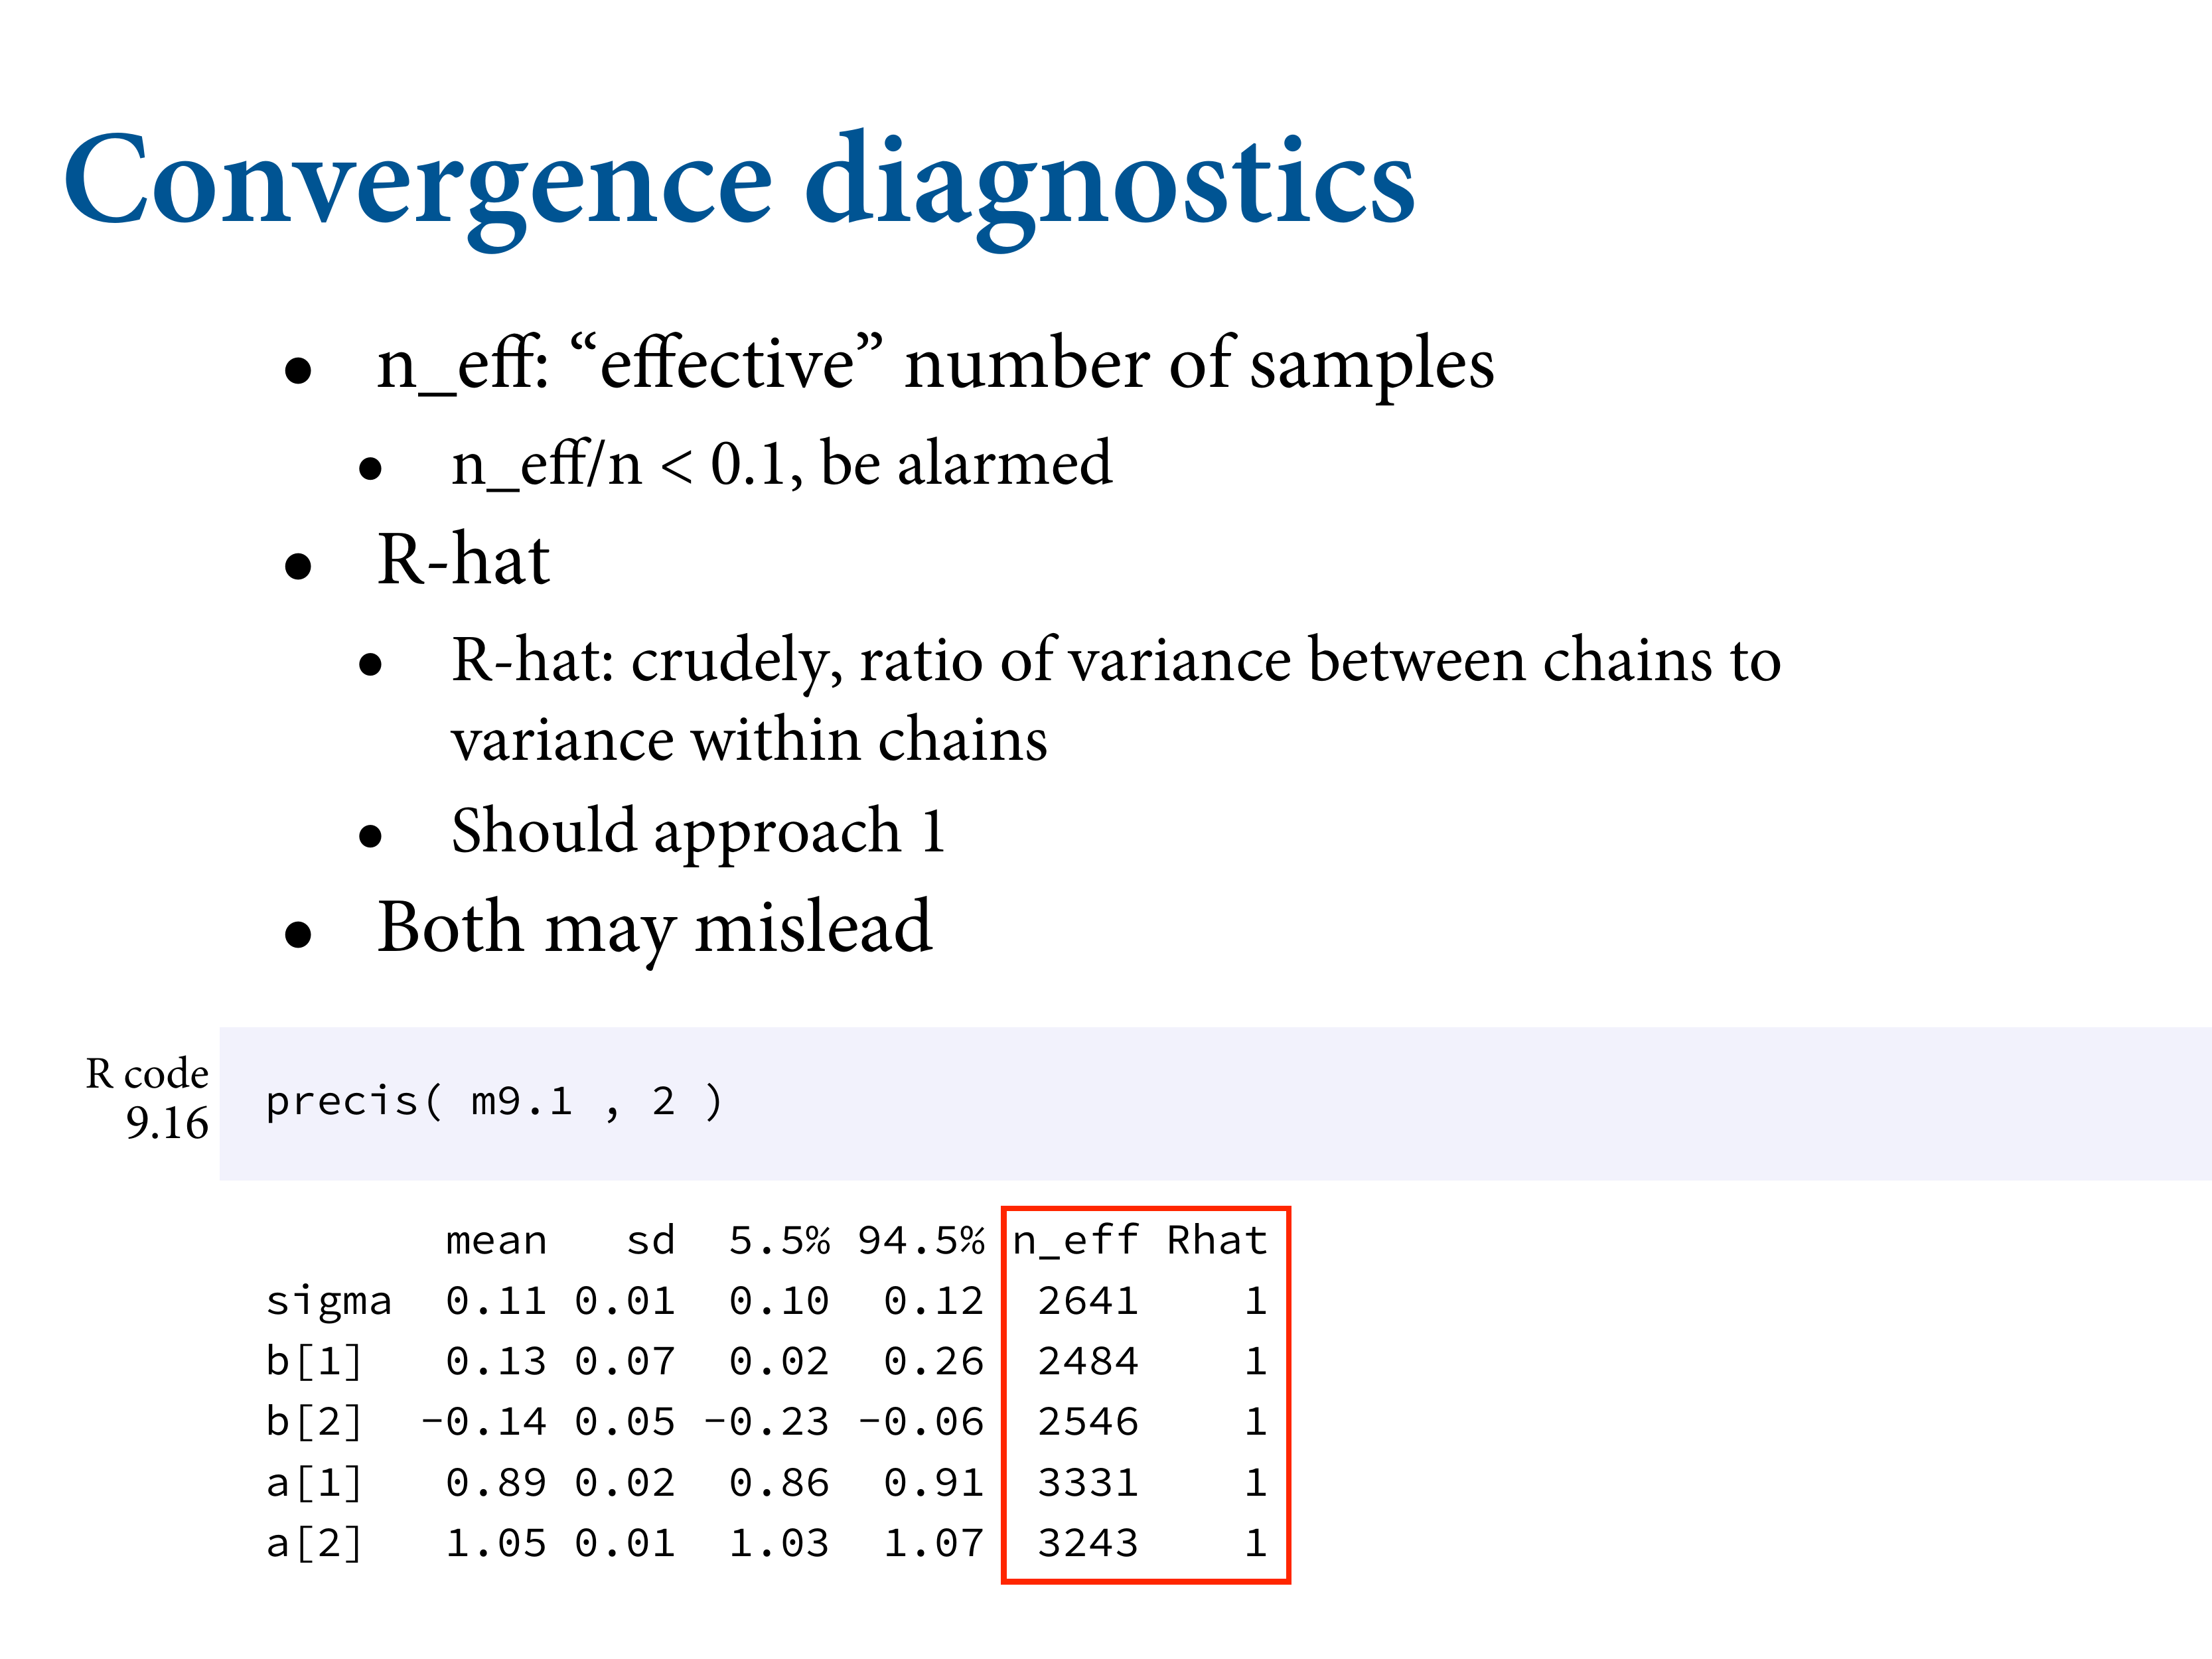 Convergence diagnostics
• n_eff: “effective” number of samples
• n_eff/n < 0.1, be alarmed
• R-hat
• R-hat: crudely, ratio of variance between chains to
variance within chains
• Should approach 1
• Both may mislead
R code
9.16
precis( m9.1 , 2 )
mean sd 5.5% 94.5% n_eff Rhat
sigma 0.11 0.01 0.10 0.12 2641 1
b[1] 0.13 0.07 0.02 0.26 2484 1
b[2] −0.14 0.05 −0.23 −0.06 2546 1
a[1] 0.89 0.02 0.86 0.91 3331 1
a[2] 1.05 0.01 1.03 1.07 3243 1